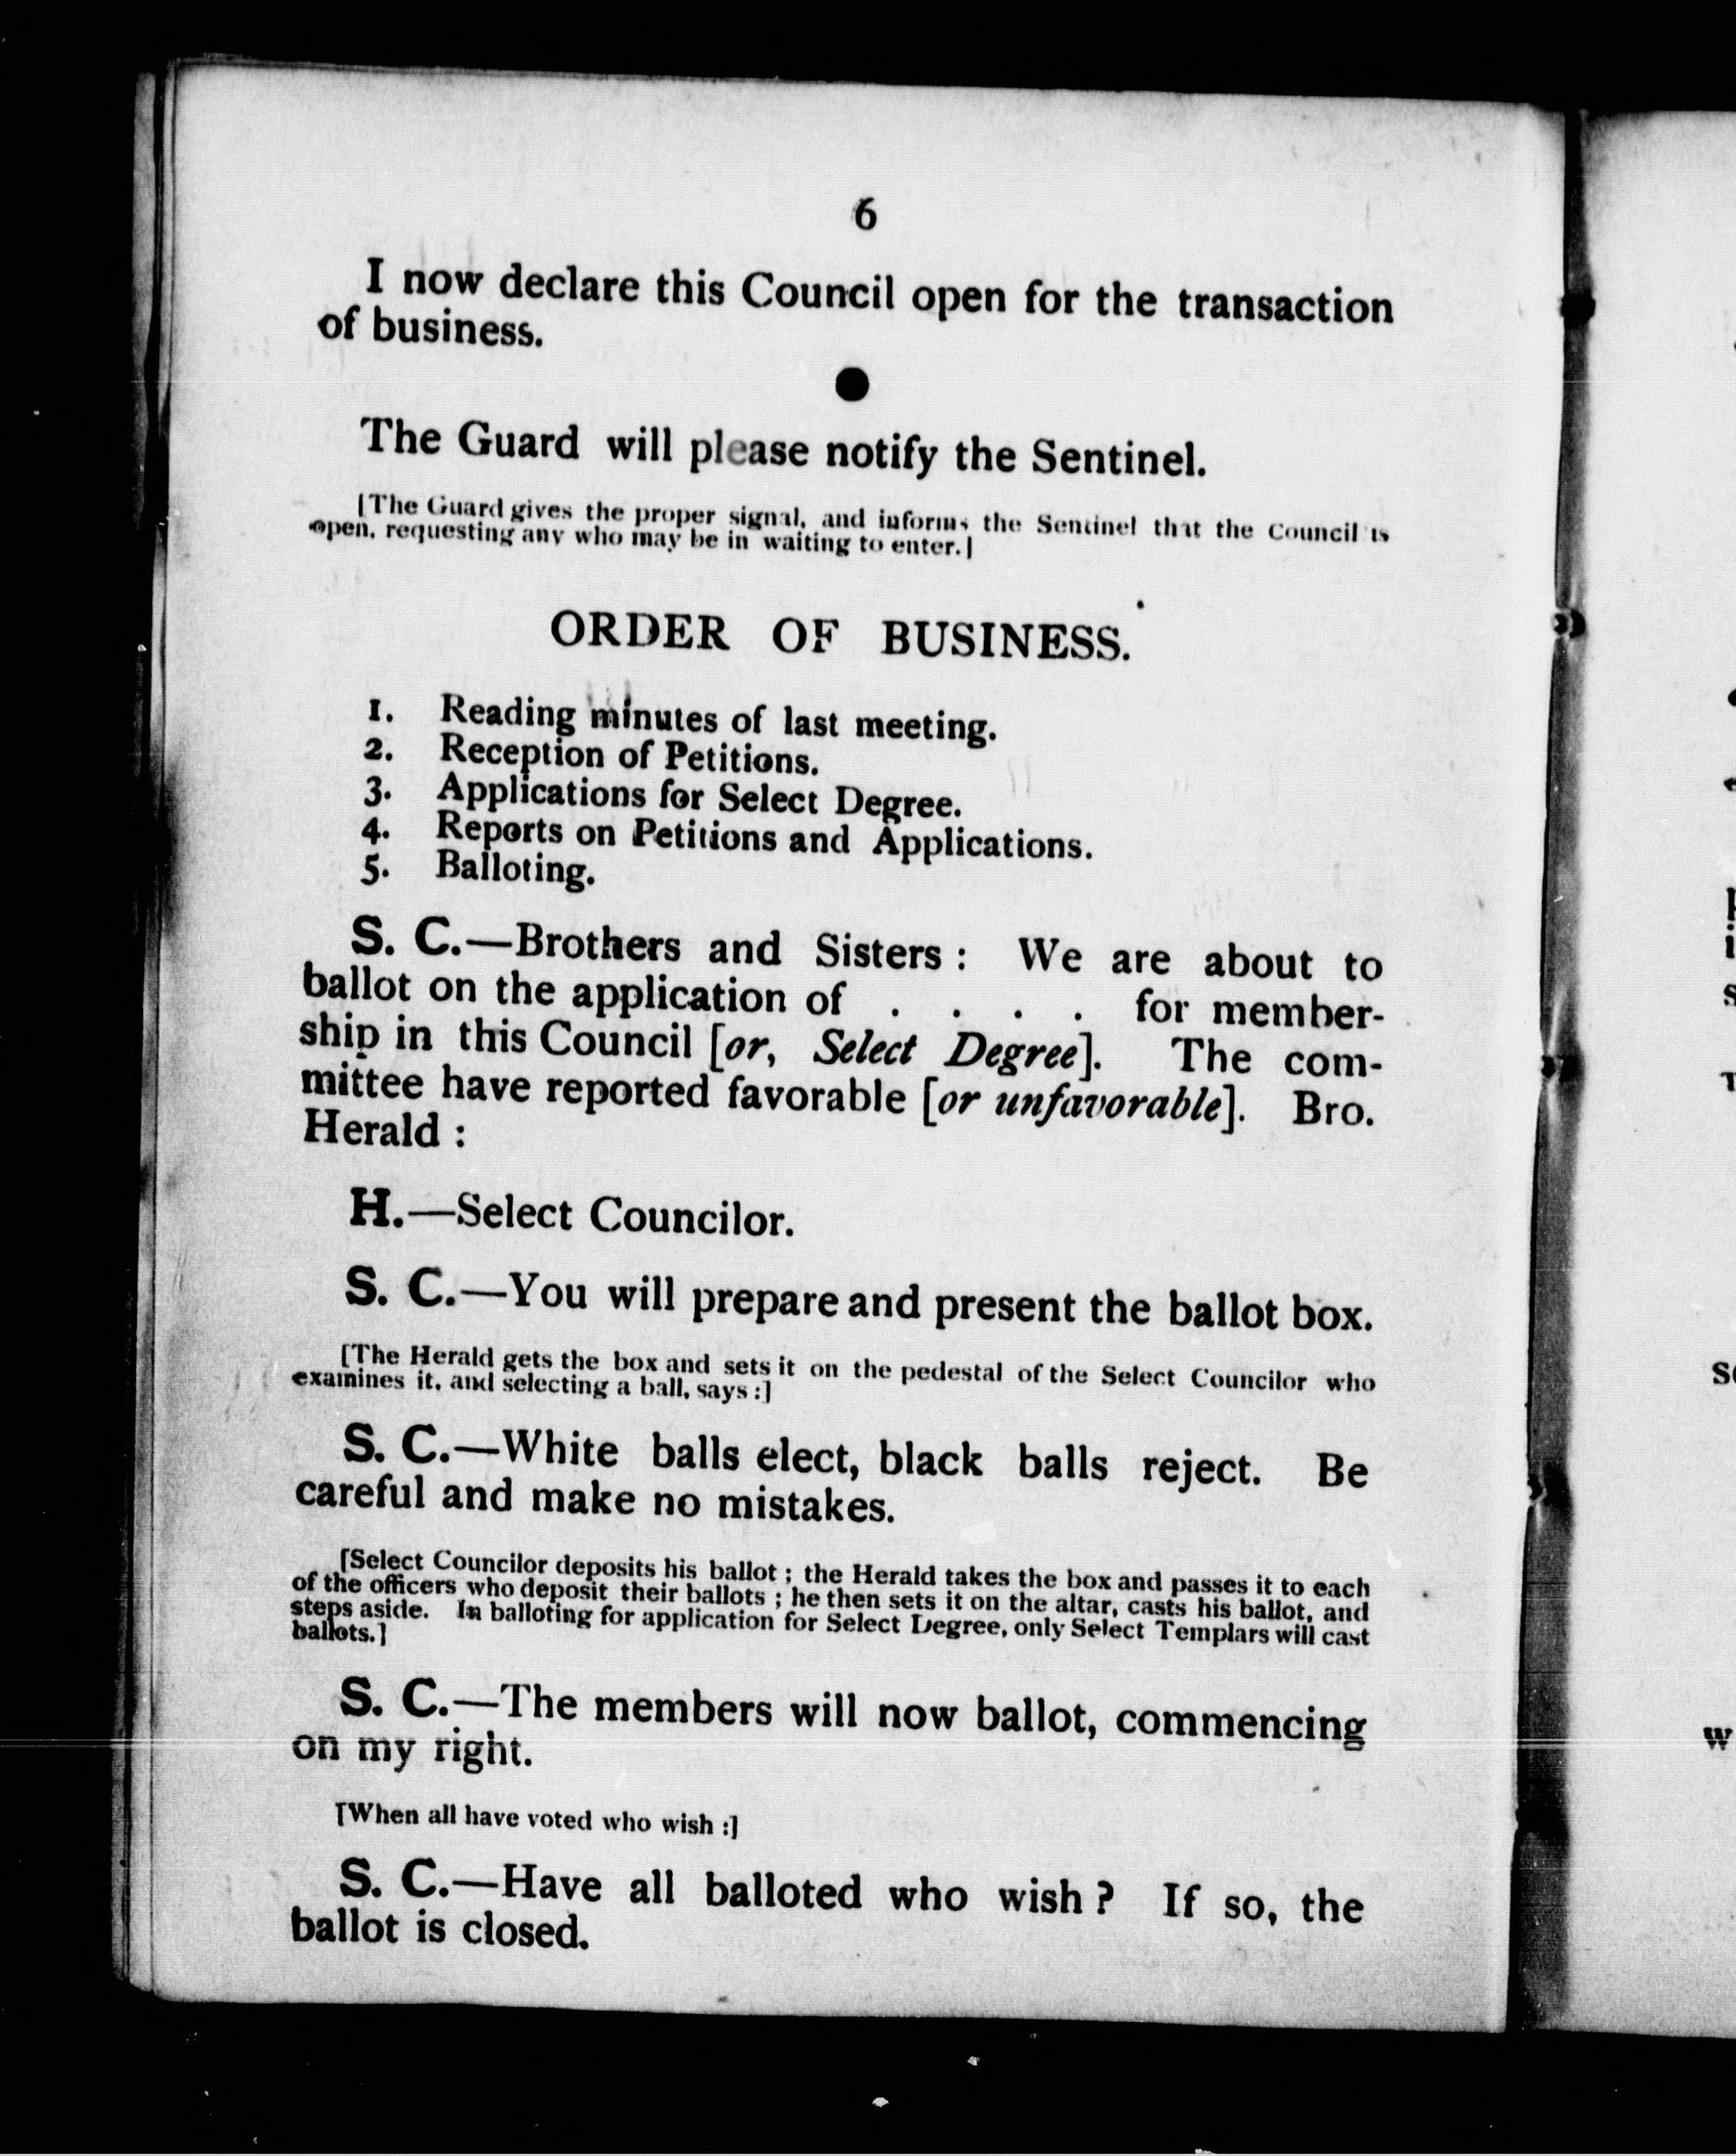 6
I now declare this Council open for the transaction
of business.
●
The Guard will please notify the Sentinel.
[The Guard gives the proper signal, and informs the Sentinel that the Council is
open, requesting any who may be in waiting to enter.]
ORDER OF BUSINESS.
1. Reading minutes of last meeting.
2. Reception of Petitions.
3. Applications for Select Degree.
4. Reports on Petitions and Applications.
5. Balloting.
S. C.—Brothers and Sisters : We are about to
ballot on the application of . . . . for member-
ship in this Council [or, Select Degree]. The com-
mittee have reported favorable [or unfavorable]. Bro.
Herald :
H.—Select Councilor.
S. C.—You will prepare and present the ballot box.
[The Herald gets the box and sets it on the pedestal of the Select Councilor who
examines it, and selecting a ball, says :]
S. C.—White balls elect, black balls reject. Be
careful and make no mistakes.
[Select Councilor deposits his ballot ; the Herald takes the box and passes it to each
of the officers who deposit their ballots ; he then sets it on the altar, casts his ballot, and
steps aside. In balloting for application for Select Degree, only Select Templars will cast
ballots.]
S. C.—The members will now ballot, commencing
on my right.
[When all have voted who wish :]
S. C.—Have all balloted who wish ? If so, the
ballot is closed.